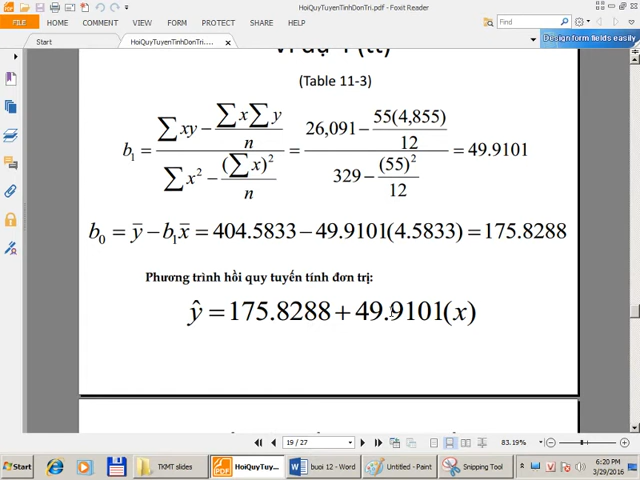 HoiQuyTuyenTinhDonTri.pdf - Foxit Reader
FILE HOME COMMENT VIEW FORM PROTECT SHARE HELP Find
Start HoiQuyTuyenTinhDonTri.... Design form fields easily
(Table 11-3)
b₁ = (∑xy − (∑x∑y)/n) / (∑x² − (∑x)²/n) = (26,091 − 55(4,855)/12) / (329 − (55)²/12) = 49.9101
b₀ = ȳ − b₁x̄ = 404.5833 − 49.9101(4.5833) = 175.8288
Phương trình hồi quy tuyến tính đơn trị:
ŷ = 175.8288 + 49.9101(x)
19 / 27 83.19%
Start TKMT slides HoiQuyTuy... buoi 12 - Word Untitled - Paint Snipping Tool 6:20 PM
3/29/2016